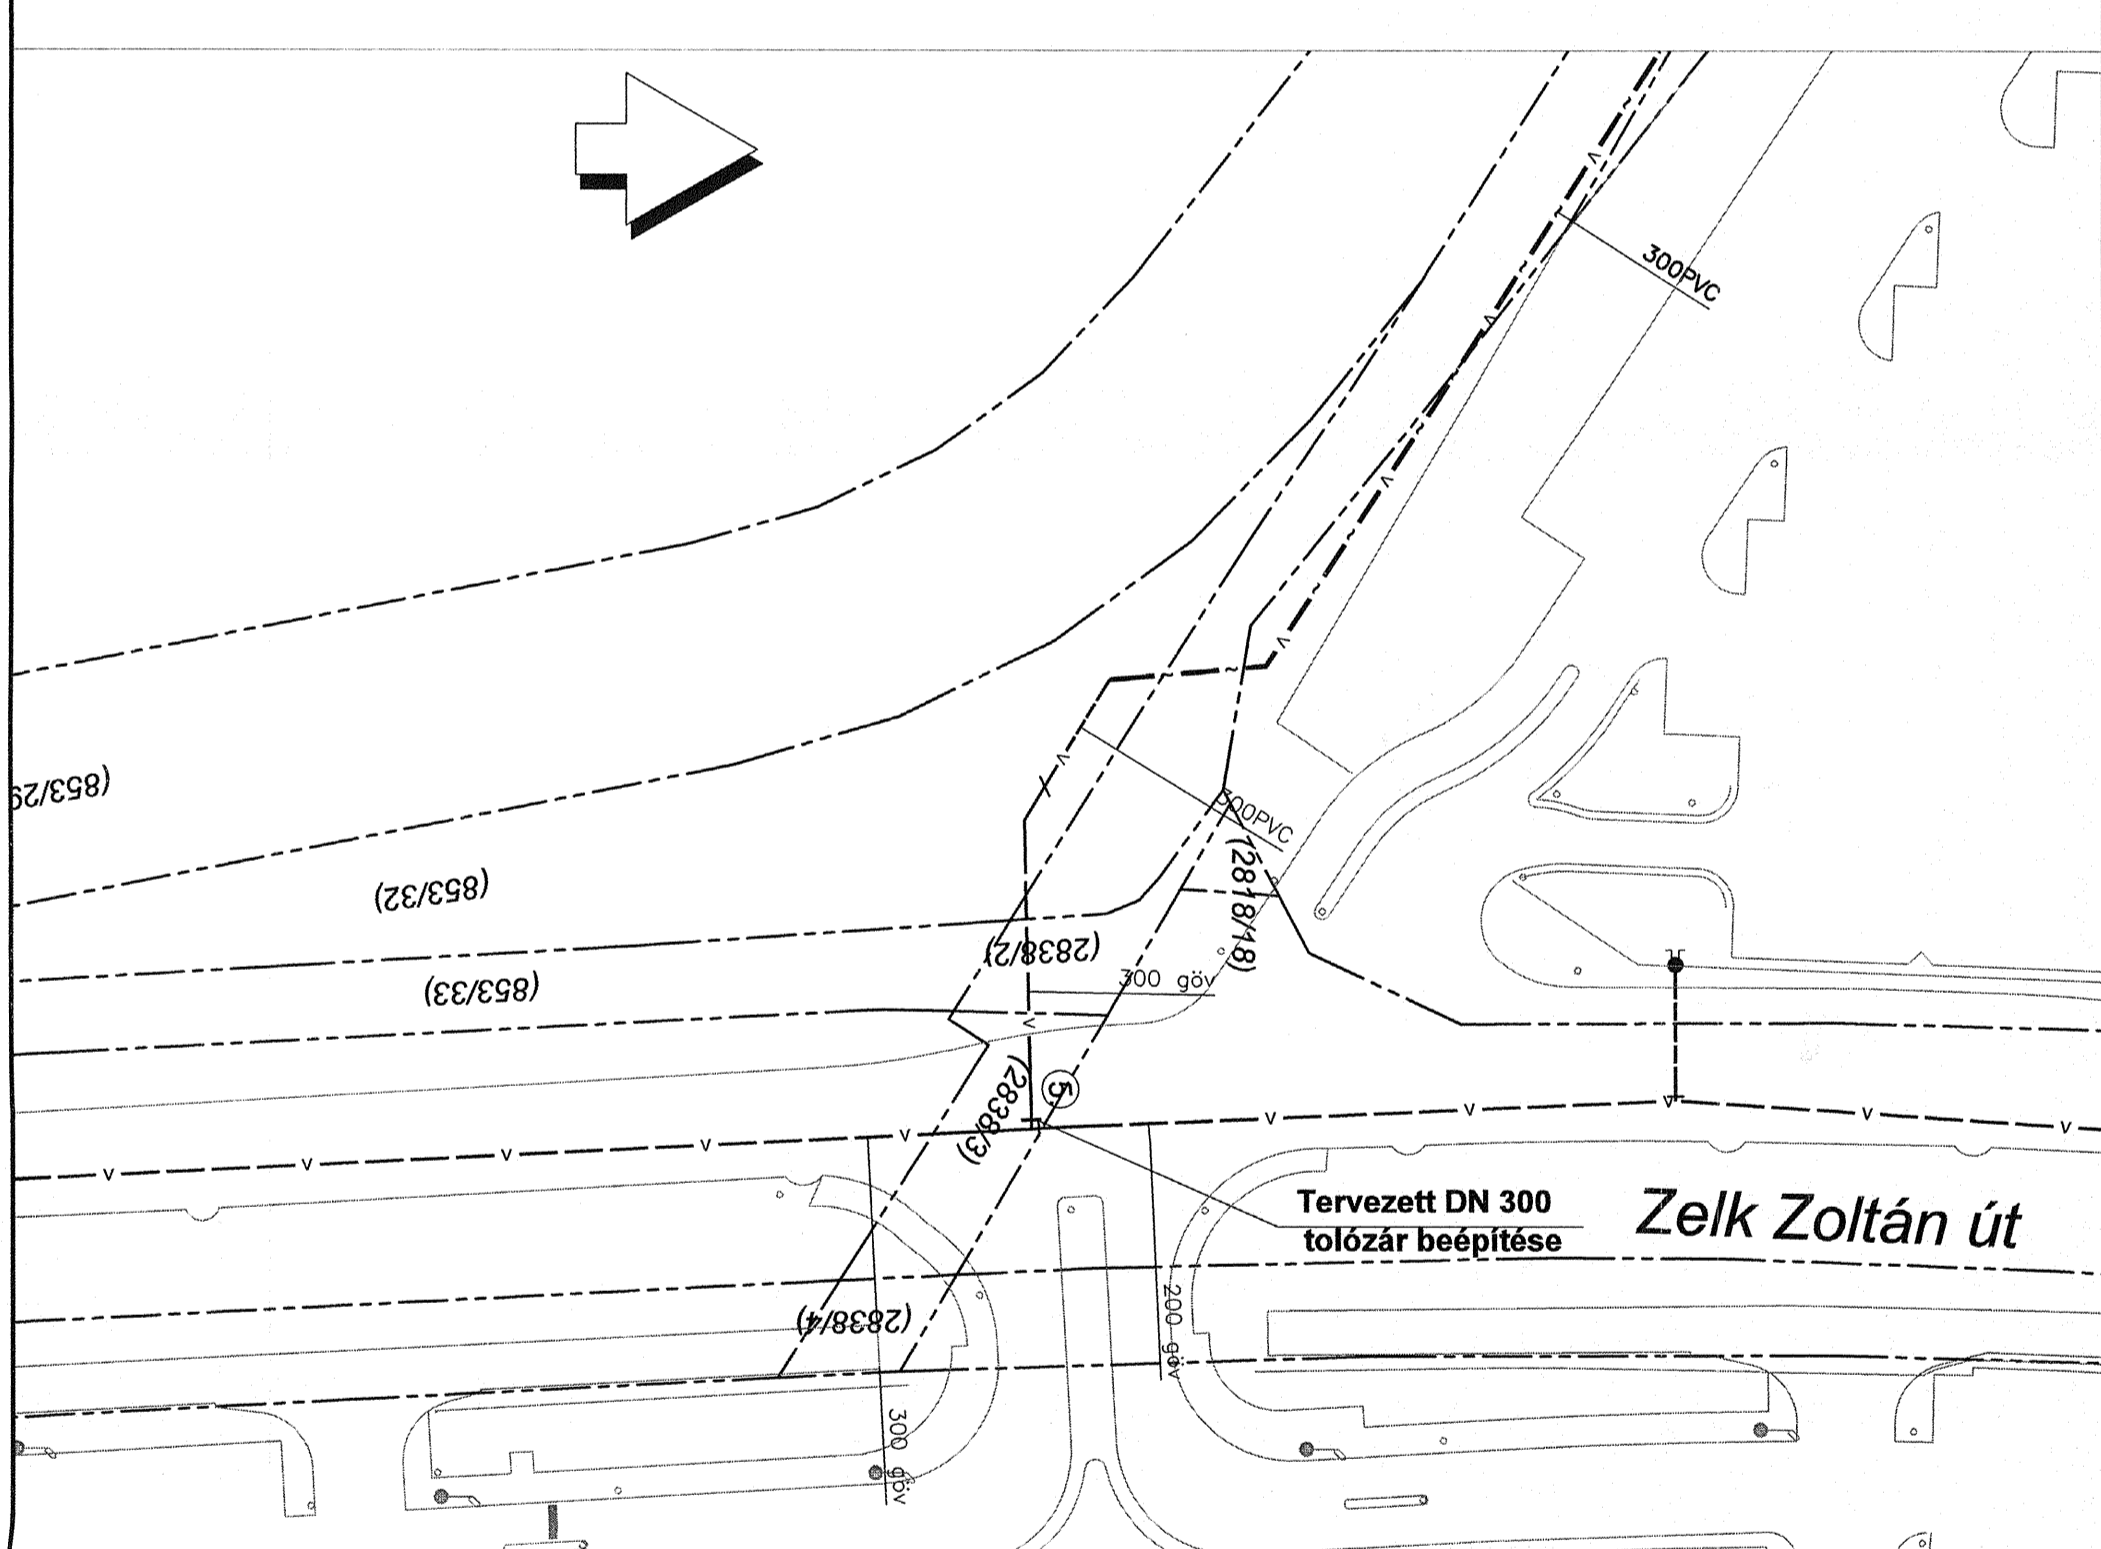 300PVC
(853/29
300PVC
(853/32)
(2818/18)
(2838/2)
300 göv
(853/33)
5
(2838/3)
Tervezett DN 300
tolózár beépítése
Zelk Zoltán út
(2838/4)
200 göv
300 göv